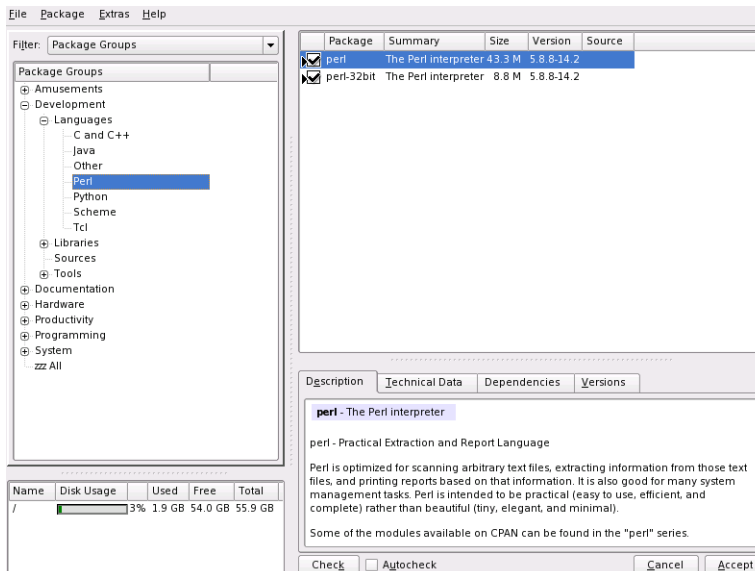 File Package Extras Help
Filter: Package Groups
Package Groups
Amusements
Development
Languages
C and C++
Java
Other
Perl
Python
Scheme
Tcl
Libraries
Sources
Tools
Documentation
Hardware
Productivity
Programming
System
zzz All
Name Disk Usage Used Free Total
/ 3% 1.9 GB 54.0 GB 55.9 GB
Package Summary Size Version Source
perl The Perl interpreter 43.3 M 5.8.8-14.2
perl-32bit The Perl interpreter 8.8 M 5.8.8-14.2
Description Technical Data Dependencies Versions
perl - The Perl interpreter
perl - Practical Extraction and Report Language
Perl is optimized for scanning arbitrary text files, extracting information from those text
files, and printing reports based on that information. It is also good for many system
management tasks. Perl is intended to be practical (easy to use, efficient, and
complete) rather than beautiful (tiny, elegant, and minimal).
Some of the modules available on CPAN can be found in the "perl" series.
Check Autocheck Cancel Accept